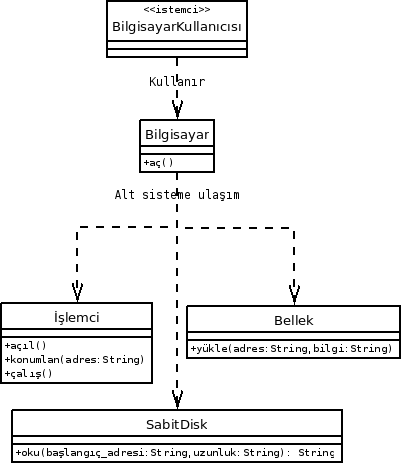 <<istemci>>
BilgisayarKullanıcısı
Kullanır
Bilgisayar
+aç()
Alt sisteme ulaşım
İşlemci
+açıl()
+konumlan(adres:String)
+çalış()
Bellek
+yükle(adres:String,bilgi:String)
SabitDisk
+oku(başlangıç_adresi:String,uzunluk:String): String